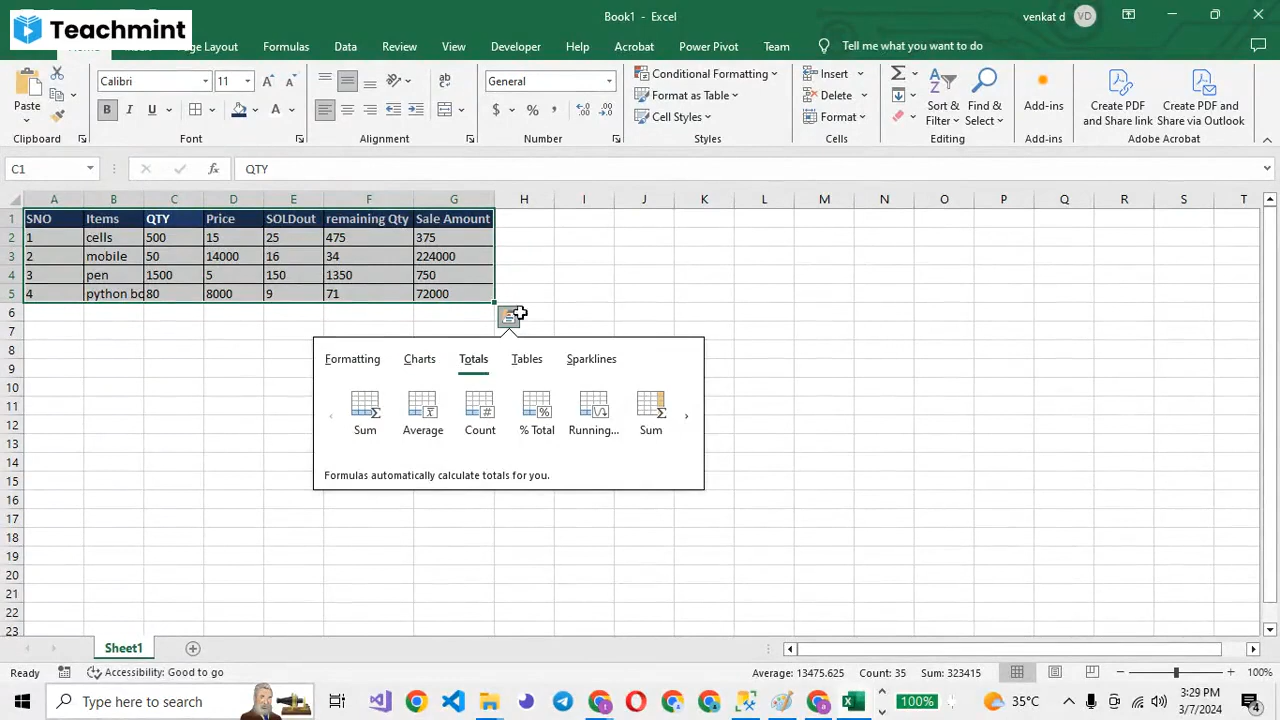 Book1 - Excel
venkat d
VD
Teachmint
Page Layout
Formulas
Data
Review
View
Developer
Help
Acrobat
Power Pivot
Tell me what you want to do
Paste
Clipboard
Calibri
11
B I U
Font
Alignment
General
Number
Conditional Formatting
Format as Table
Cell Styles
Styles
Insert
Delete
Format
Cells
Sort &
Filter
Find &
Select
Editing
Add-ins
Add-ins
Create PDF
and Share link
Create PDF and
Share via Outlook
Adobe Acrobat
C1
fx
QTY
A B C D E F G H I J K L M N O P Q R S T
1 SNO Items QTY Price SOLDout remaining Qty Sale Amount
2 1 cells 500 15 25 475 375
3 2 mobile 50 14000 16 34 224000
4 3 pen 1500 5 150 1350 750
5 4 python bo 80 8000 9 71 72000
6
7
8
9
10
11
12
13
14
15
16
17
18
19
20
21
22
23
Formatting Charts Totals Tables Sparklines
Sum Average Count % Total Running... Sum
Formulas automatically calculate totals for you.
Sheet1
Ready
Accessibility: Good to go
Average: 13475.625 Count: 35 Sum: 323415
100%
Type here to search
100%
35°C
3:29 PM
3/7/2024
4